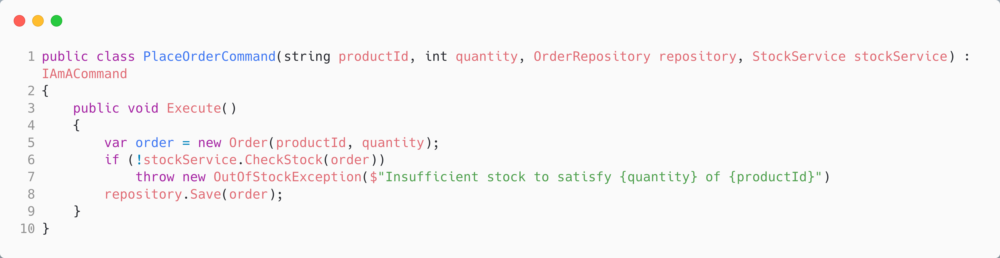 1 public class PlaceOrderCommand(string productId, int quantity, OrderRepository repository, StockService stockService) :
IAmACommand
2 {
3     public void Execute()
4     {
5         var order = new Order(productId, quantity);
6         if (!stockService.CheckStock(order))
7             throw new OutOfStockException($"Insufficient stock to satisfy {quantity} of {productId}")
8         repository.Save(order);
9     }
10 }